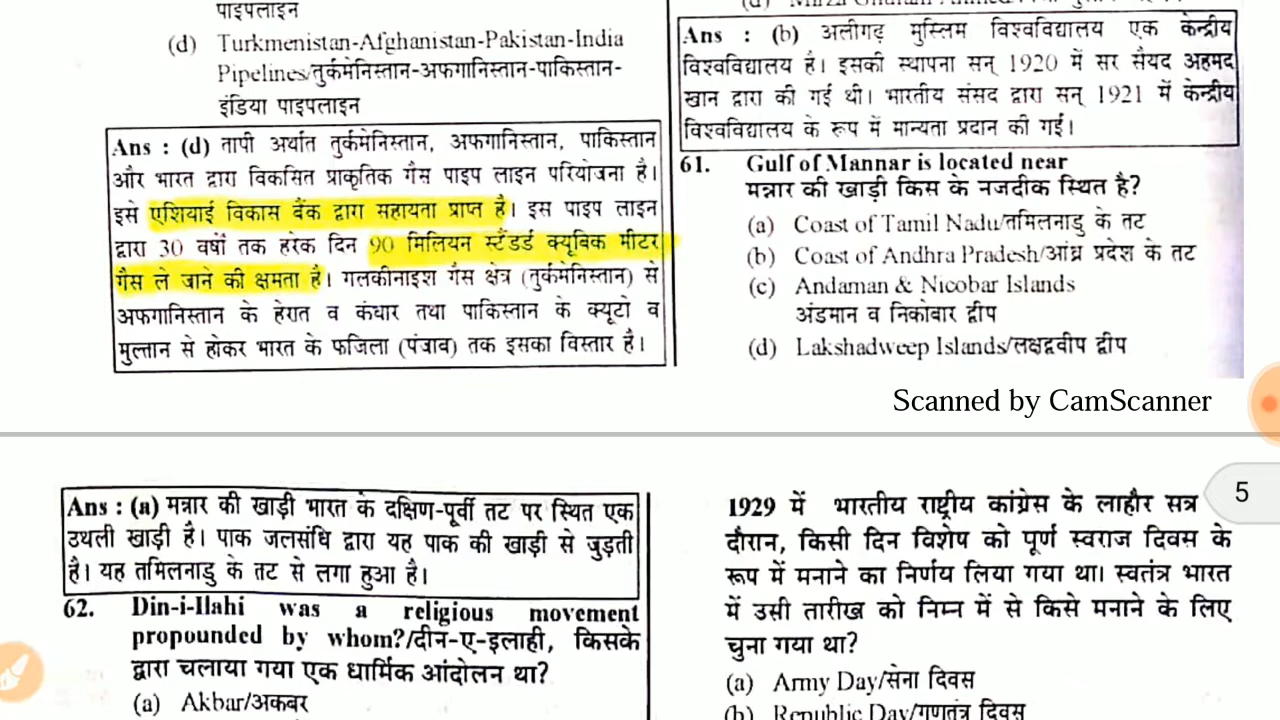 पाइपलाइन
(d) Turkmenistan-Afghanistan-Pakistan-India
Pipelines/तुर्कमेनिस्तान-अफगानिस्तान-पाकिस्तान-
इंडिया पाइपलाइन
Ans : (d) तापी अर्थात तुर्कमेनिस्तान, अफगानिस्तान, पाकिस्तान
और भारत द्वारा विकसित प्राकृतिक गैस पाइप लाइन परियोजना है।
इसे एशियाई विकास बैंक द्वारा सहायता प्राप्त है। इस पाइप लाइन
द्वारा 30 वर्षों तक हरेक दिन 90 मिलियन स्टैंडर्ड क्यूबिक मीटर
गैस ले जाने की क्षमता है। गलकीनाइश गैस क्षेत्र (तुर्कमेनिस्तान) से
अफगानिस्तान के हेरात व कंधार तथा पाकिस्तान के क्यूटो व
मुल्तान से होकर भारत के फजिला (पंजाब) तक इसका विस्तार है।
Ans : (b) अलीगढ़ मुस्लिम विश्वविद्यालय एक केन्द्रीय
विश्वविद्यालय है। इसकी स्थापना सन् 1920 में सर सैयद अहमद
खान द्वारा की गई थी। भारतीय संसद द्वारा सन् 1921 में केन्द्रीय
विश्वविद्यालय के रूप में मान्यता प्रदान की गई।
61. Gulf of Mannar is located near
मन्नार की खाड़ी किस के नजदीक स्थित है?
(a) Coast of Tamil Nadu/तमिलनाडु के तट
(b) Coast of Andhra Pradesh/आंध्र प्रदेश के तट
(c) Andaman & Nicobar Islands
अंडमान व निकोबार द्वीप
(d) Lakshadweep Islands/लक्षद्वीप द्वीप
Scanned by CamScanner
5
Ans : (a) मन्नार की खाड़ी भारत के दक्षिण-पूर्वी तट पर स्थित एक
उथली खाड़ी है। पाक जलसंधि द्वारा यह पाक की खाड़ी से जुड़ती
है। यह तमिलनाडु के तट से लगा हुआ है।
62. Din-i-Ilahi was a religious movement
propounded by whom?/दीन-ए-इलाही, किसके
द्वारा चलाया गया एक धार्मिक आंदोलन था?
(a) Akbar/अकबर
1929 में भारतीय राष्ट्रीय कांग्रेस के लाहौर सत्र
दौरान, किसी दिन विशेष को पूर्ण स्वराज दिवस के
रूप में मनाने का निर्णय लिया गया था। स्वतंत्र भारत
में उसी तारीख को निम्न में से किसे मनाने के लिए
चुना गया था?
(a) Army Day/सेना दिवस
(b) Republic Day/गणतंत्र दिवस